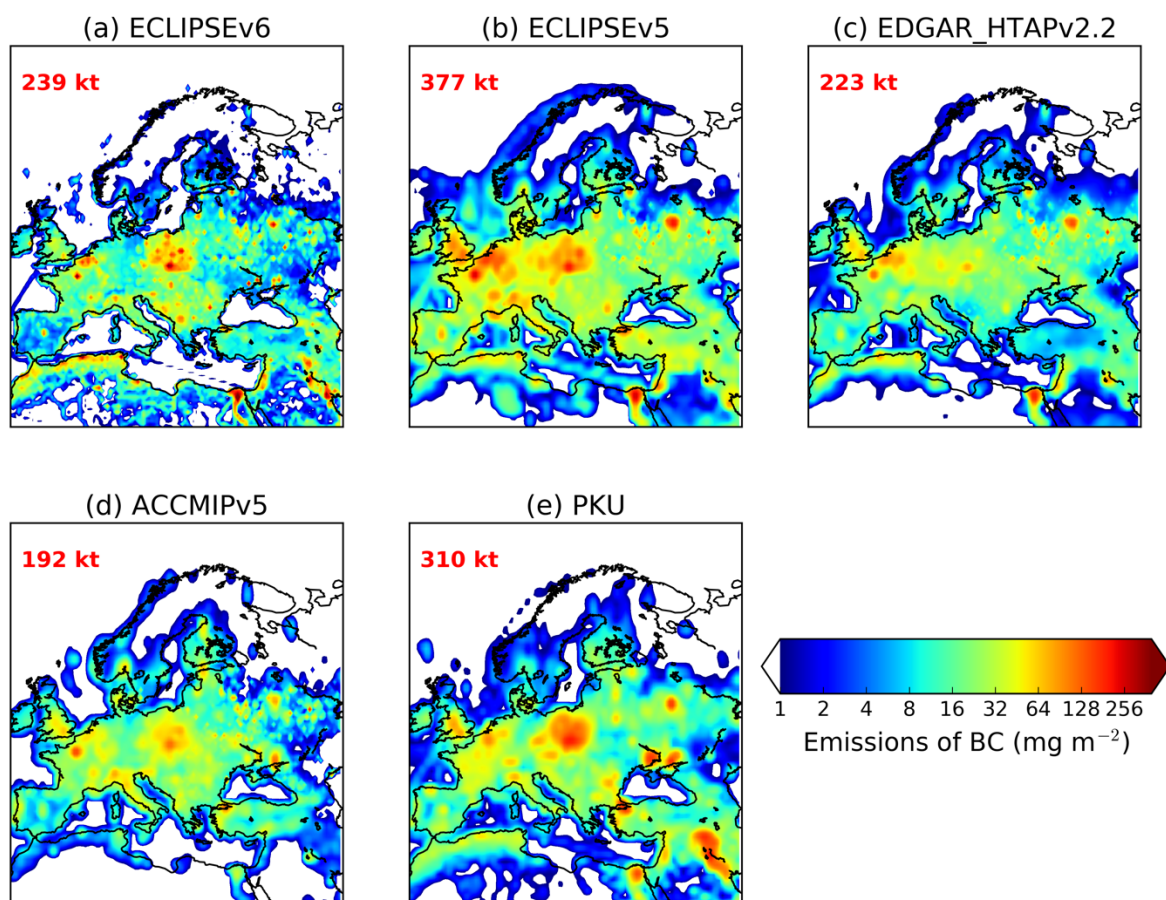 (a) ECLIPSEv6
239 kt
(b) ECLIPSEv5
377 kt
(c) EDGAR_HTAPv2.2
223 kt
(d) ACCMIPv5
192 kt
(e) PKU
310 kt
1 2 4 8 16 32 64 128 256
Emissions of BC (mg m⁻²)